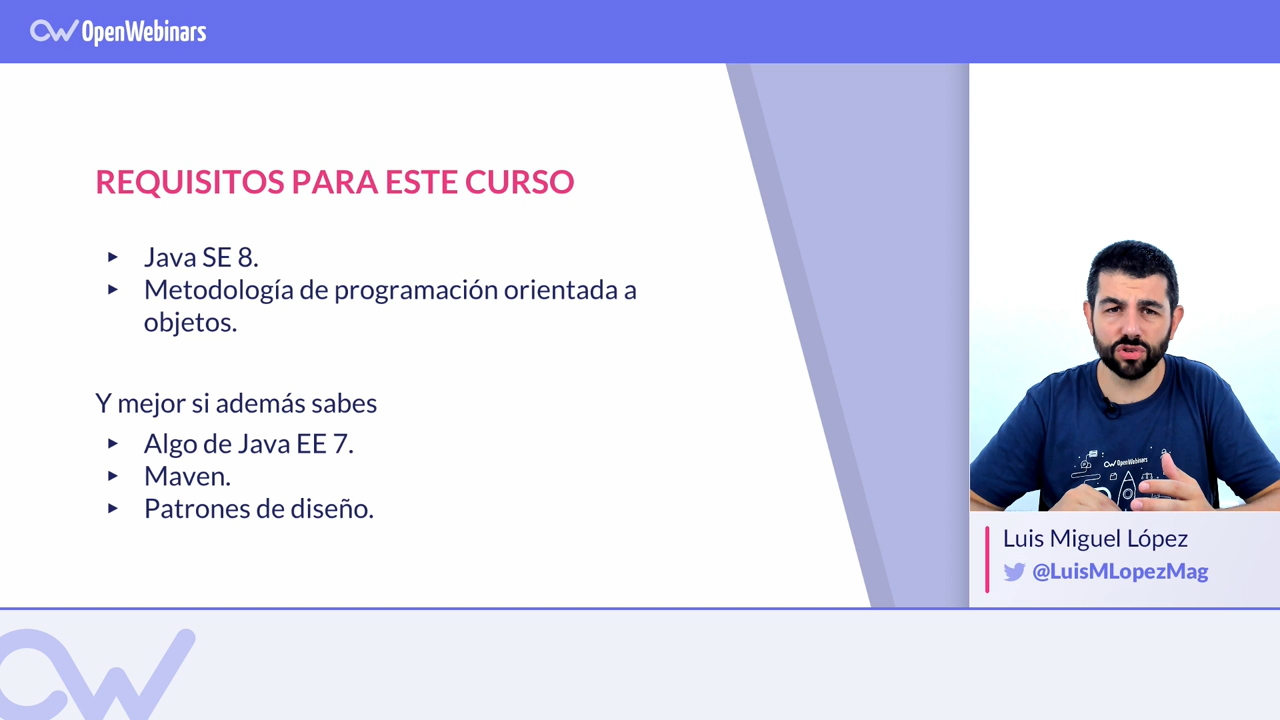 OpenWebinars
REQUISITOS PARA ESTE CURSO
▸ Java SE 8.
▸ Metodología de programación orientada a
objetos.
Y mejor si además sabes
▸ Algo de Java EE 7.
▸ Maven.
▸ Patrones de diseño.
OpenWebinars
Luis Miguel López
@LuisMLopezMag